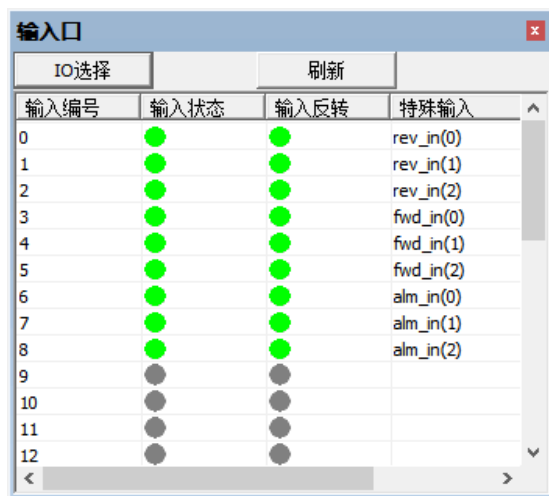 输入口
IO选择 刷新
输入编号 输入状态 输入反转 特殊输入
0 rev_in(0)
1 rev_in(1)
2 rev_in(2)
3 fwd_in(0)
4 fwd_in(1)
5 fwd_in(2)
6 alm_in(0)
7 alm_in(1)
8 alm_in(2)
9
10
11
12